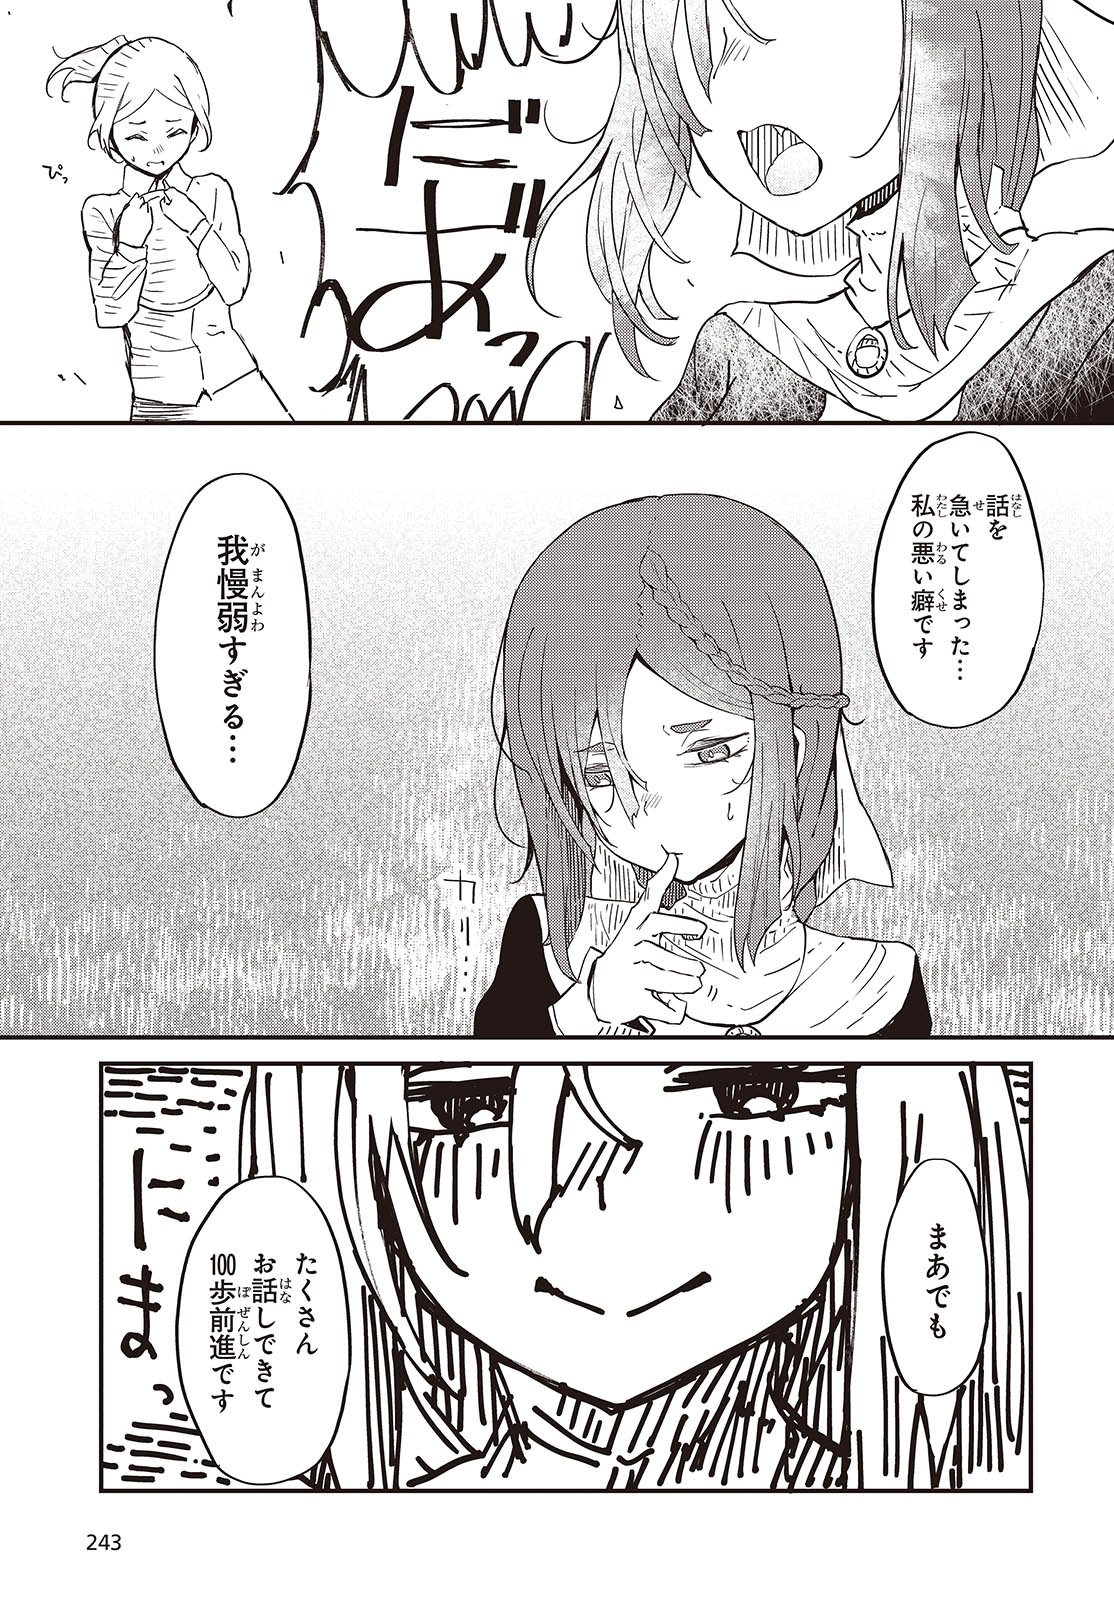 だあ゛っ
ぴっ
話を
急いてしまった…
私の悪い癖です
我慢弱すぎる…
カリ…
まあでも
たくさん
お話しできて
100歩前進です
にまっ
243